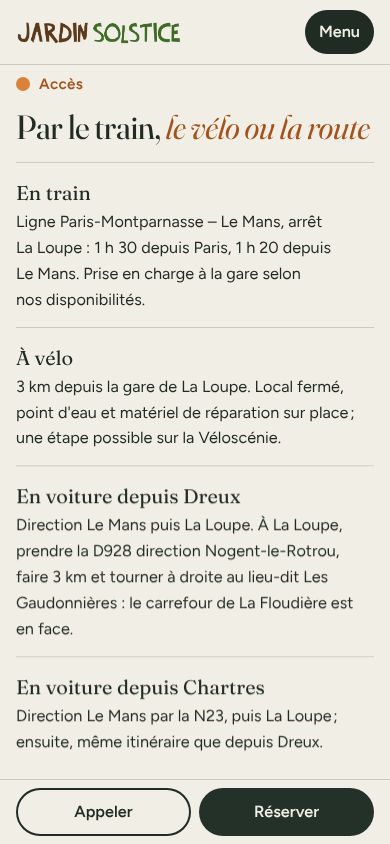 JARDIN SOLSTICE
Menu
Accès
Par le train, le vélo ou la route
En train
Ligne Paris-Montparnasse – Le Mans, arrêt
La Loupe : 1 h 30 depuis Paris, 1 h 20 depuis
Le Mans. Prise en charge à la gare selon
nos disponibilités.
À vélo
3 km depuis la gare de La Loupe. Local fermé,
point d'eau et matériel de réparation sur place ;
une étape possible sur la Véloscénie.
En voiture depuis Dreux
Direction Le Mans puis La Loupe. À La Loupe,
prendre la D928 direction Nogent-le-Rotrou,
faire 3 km et tourner à droite au lieu-dit Les
Gaudonnières : le carrefour de La Floudière est
en face.
En voiture depuis Chartres
Direction Le Mans par la N23, puis La Loupe ;
ensuite, même itinéraire que depuis Dreux.
Appeler
Réserver